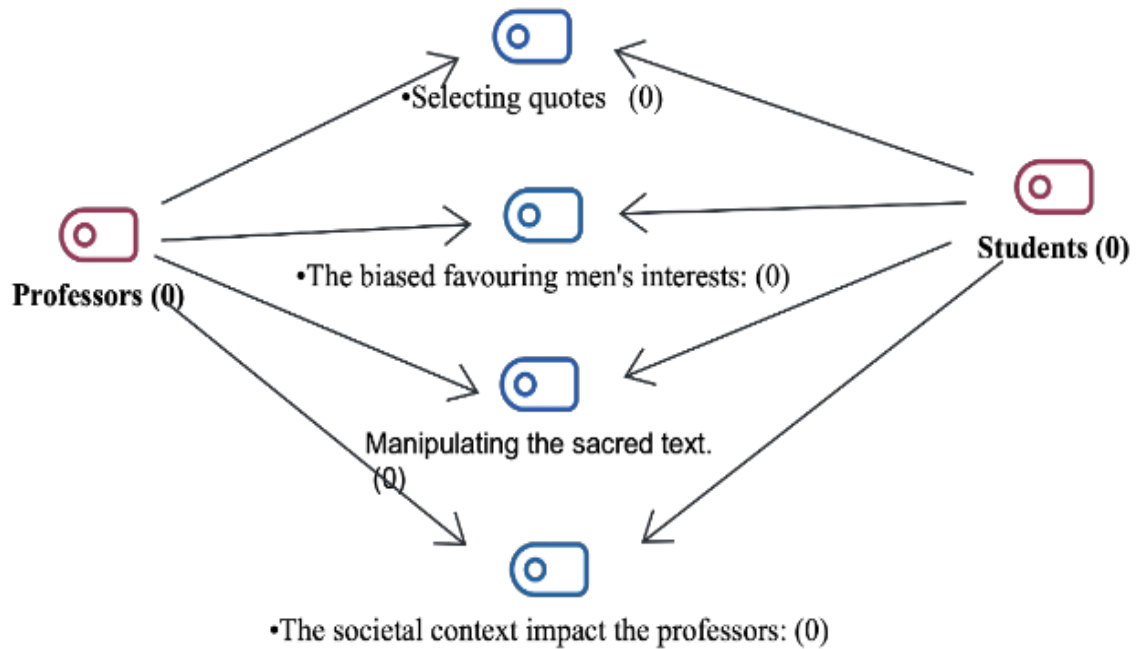 •Selecting quotes (0)
Students (0)
•The biased favouring men's interests: (0)
Professors (0)
Manipulating the sacred text.
(0)
•The societal context impact the professors: (0)